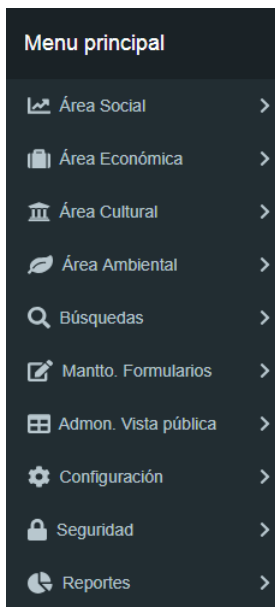 Menu principal
Área Social
Área Económica
Área Cultural
Área Ambiental
Búsquedas
Mantto. Formularios
Admon. Vista pública
Configuración
Seguridad
Reportes